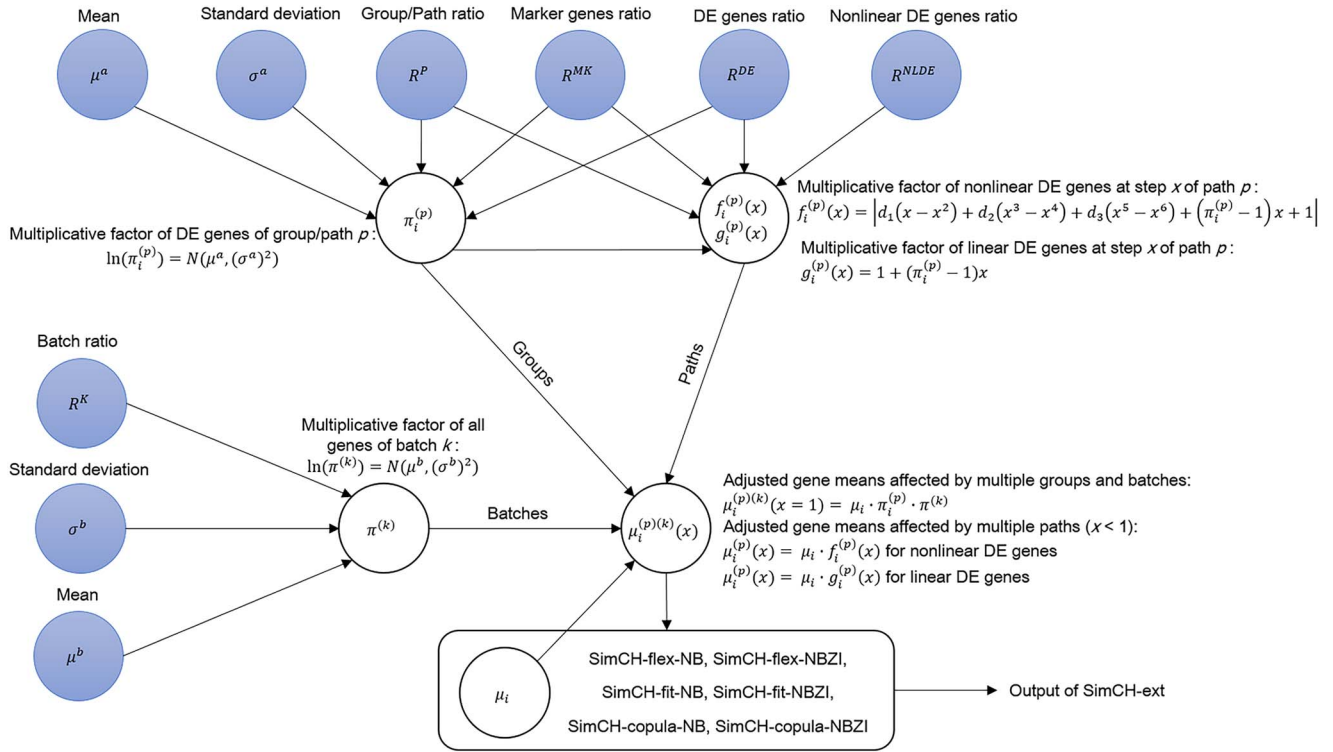 Mean
Standard deviation
Group/Path ratio
Marker genes ratio
DE genes ratio
Nonlinear DE genes ratio
μ^a
σ^a
R^P
R^MK
R^DE
R^NLDE
π_i^(p)
f_i^(p)(x)
g_i^(p)(x)
Multiplicative factor of DE genes of group/path p :
ln(π_i^(p)) = N(μ^a, (σ^a)^2)
Multiplicative factor of nonlinear DE genes at step x of path p :
f_i^(p)(x) = |d_1(x − x^2) + d_2(x^3 − x^4) + d_3(x^5 − x^6) + (π_i^(p) − 1)x + 1|
Multiplicative factor of linear DE genes at step x of path p :
g_i^(p)(x) = 1 + (π_i^(p) − 1)x
Groups
Paths
Batch ratio
R^K
Standard deviation
σ^b
Mean
μ^b
Multiplicative factor of all
genes of batch k :
ln(π^(k)) = N(μ^b, (σ^b)^2)
π^(k)
Batches
μ_i^(p)(k)(x)
Adjusted gene means affected by multiple groups and batches:
μ_i^(p)(k)(x = 1) = μ_i · π_i^(p) · π^(k)
Adjusted gene means affected by multiple paths (x < 1):
μ_i^(p)(x) = μ_i · f_i^(p)(x) for nonlinear DE genes
μ_i^(p)(x) = μ_i · g_i^(p)(x) for linear DE genes
μ_i
SimCH-flex-NB, SimCH-flex-NBZI,
SimCH-fit-NB, SimCH-fit-NBZI,
SimCH-copula-NB, SimCH-copula-NBZI
Output of SimCH-ext